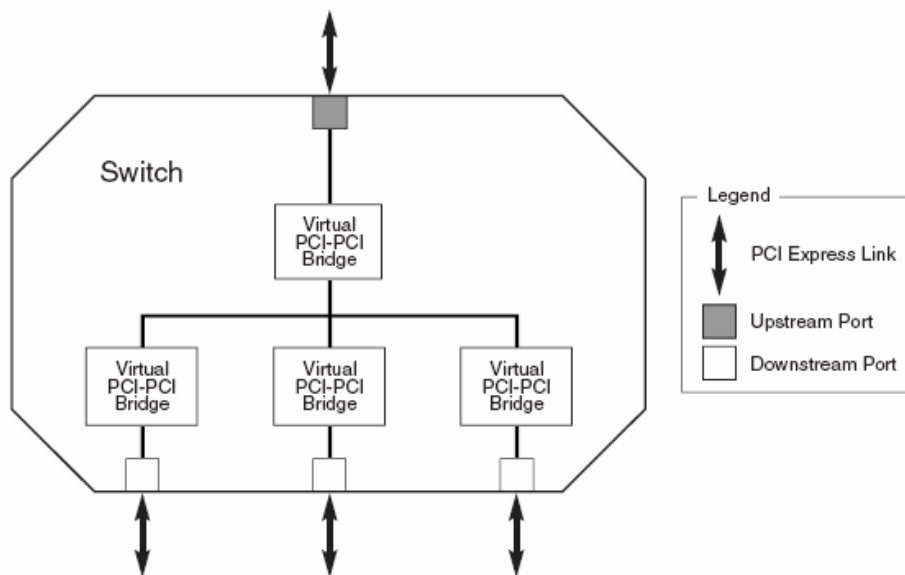 Switch
Virtual
PCI-PCI
Bridge
Virtual
PCI-PCI
Bridge
Virtual
PCI-PCI
Bridge
Virtual
PCI-PCI
Bridge
Legend
PCI Express Link
Upstream Port
Downstream Port